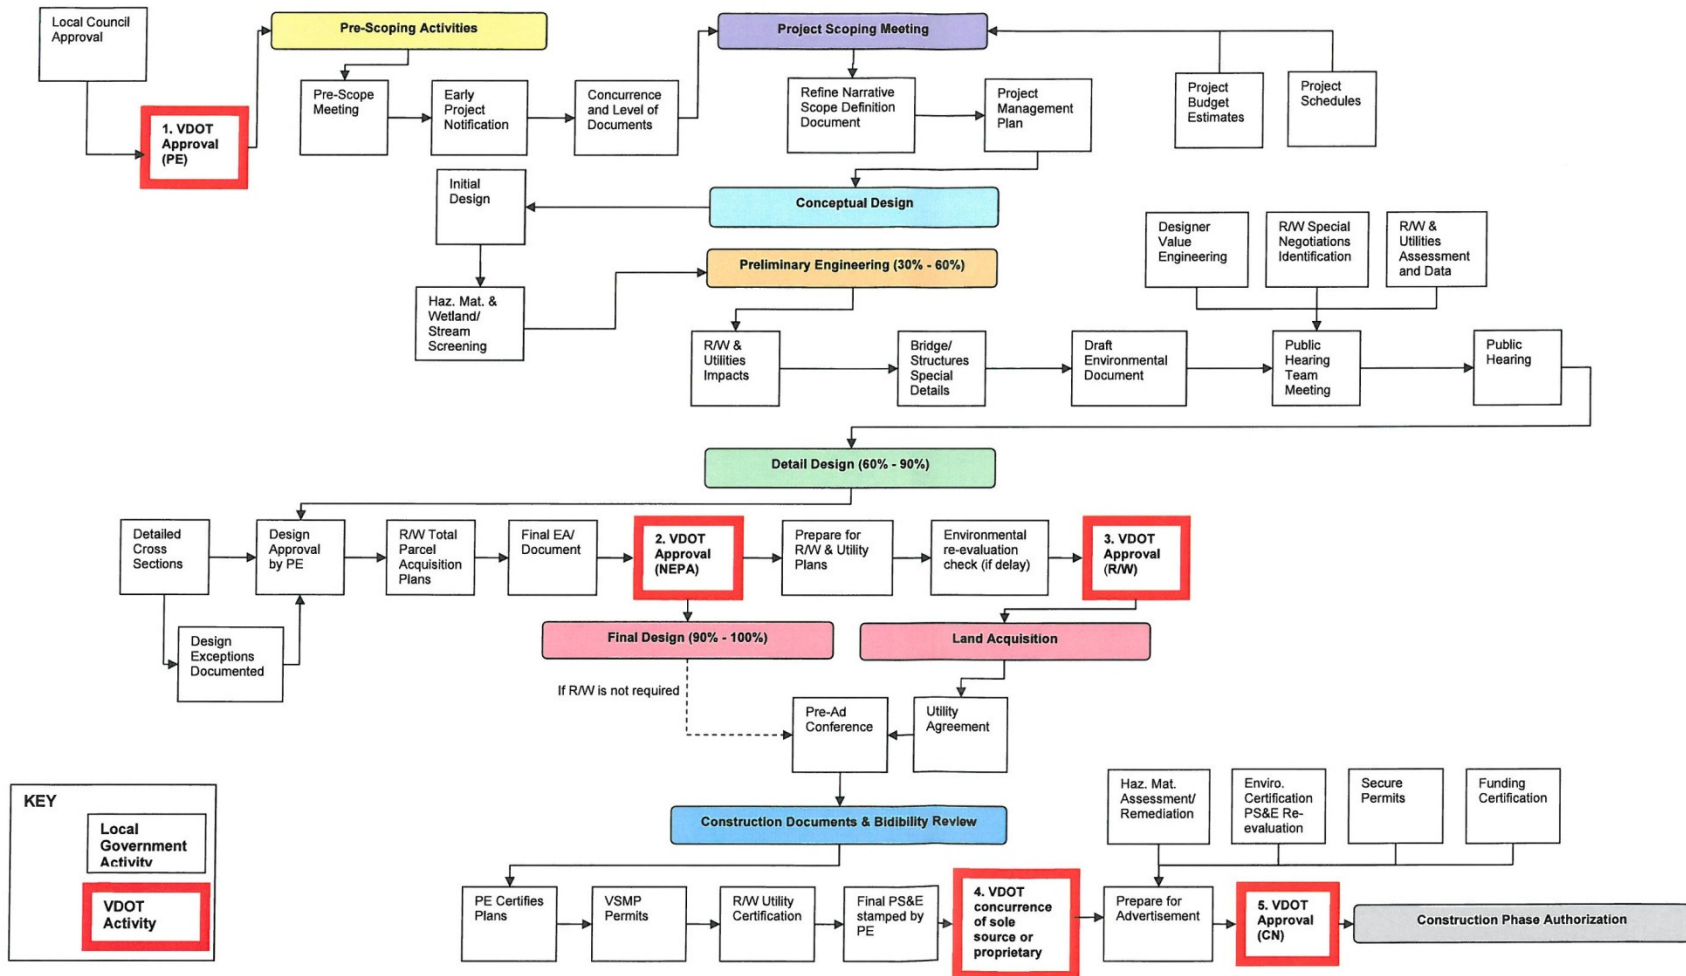 Local Council
Approval
1. VDOT
Approval
(PE)
Pre-Scoping Activities
Pre-Scope
Meeting
Early
Project
Notification
Concurrence
and Level of
Documents
Project Scoping Meeting
Refine Narrative
Scope Definition
Document
Project
Management
Plan
Project
Budget
Estimates
Project
Schedules
Initial
Design
Conceptual Design
Haz. Mat. &
Wetland/
Stream
Screening
Preliminary Engineering (30% - 60%)
Designer
Value
Engineering
R/W Special
Negotiations
Identification
R/W &
Utilities
Assessment
and Data
R/W &
Utilities
Impacts
Bridge/
Structures
Special
Details
Draft
Environmental
Document
Public
Hearing
Team
Meeting
Public
Hearing
Detail Design (60% - 90%)
Detailed
Cross
Sections
Design
Approval
by PE
R/W Total
Parcel
Acquisition
Plans
Final EA/
Document
2. VDOT
Approval
(NEPA)
Prepare for
R/W & Utility
Plans
Environmental
re-evaluation
check (if delay)
3. VDOT
Approval
(R/W)
Design
Exceptions
Documented
Final Design (90% - 100%)
Land Acquisition
If R/W is not required
Pre-Ad
Conference
Utility
Agreement
KEY
Local
Government
Activity
VDOT
Activity
Construction Documents & Bidibility Review
Haz. Mat.
Assessment/
Remediation
Enviro.
Certification
PS&E Re-
evaluation
Secure
Permits
Funding
Certification
PE Certifies
Plans
VSMP
Permits
R/W Utility
Certification
Final PS&E
stamped by
PE
4. VDOT
concurrence
of sole
source or
proprietary
Prepare for
Advertisement
5. VDOT
Approval
(CN)
Construction Phase Authorization